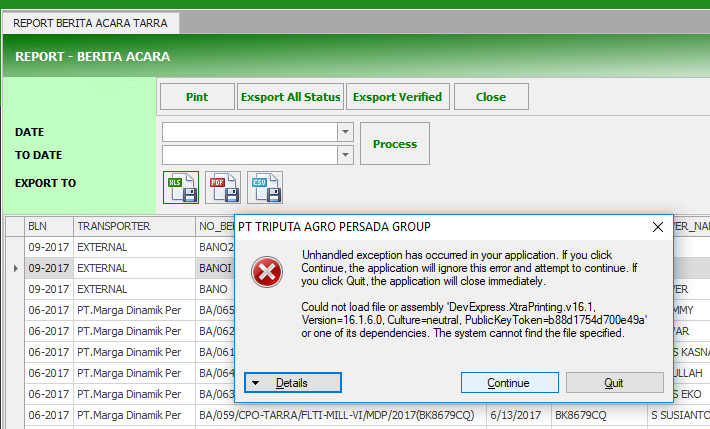 REPORT BERITA ACARA TARRA
REPORT - BERITA ACARA
Pint Exsport All Status Exsport Verified Close
DATE
TO DATE
Process
EXPORT TO
XLS PDF CSV
BLN TRANSPORTER NO_BE VER_NAM
PT TRIPUTA AGRO PERSADA GROUP
09-2017 EXTERNAL BANO2
09-2017 EXTERNAL BANOI
09-2017 EXTERNAL BANO VER
06-2017 PT.Marga Dinamik Per BA/065 MMY
06-2017 PT.Marga Dinamik Per BA/062 VAR
06-2017 PT.Marga Dinamik Per BA/061 S KASNA
06-2017 PT.Marga Dinamik Per BA/064 ULLAH
06-2017 PT.Marga Dinamik Per BA/063 EKO
06-2017 PT.Marga Dinamik Per BA/059/CPO-TARRA/FLTI-MILL-VI/MDP/2017(BK8679CQ) 6/13/2017 BK8679CQ S SUSIANTO
Unhandled exception has occurred in your application. If you click
Continue, the application will ignore this error and attempt to continue. If
you click Quit, the application will close immediately.
Could not load file or assembly 'DevExpress.XtraPrinting.v16.1,
Version=16.1.6.0, Culture=neutral, PublicKeyToken=b88d1754d700e49a'
or one of its dependencies. The system cannot find the file specified.
Details Continue Quit